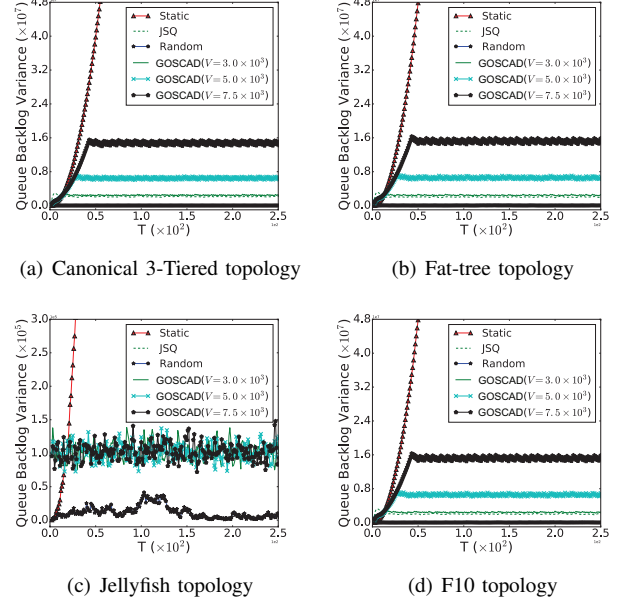 4.8
4.0
3.2
2.4
1.6
0.8
0.0
Queue Backlog Variance (×10⁷)
Static
JSQ
Random
GOSCAD(V=3.0×10³)
GOSCAD(V=5.0×10³)
GOSCAD(V=7.5×10³)
0.0 0.5 1.0 1.5 2.0 2.5
1e2
T (×10²)
(a) Canonical 3-Tiered topology
4.8
4.0
3.2
2.4
1.6
0.8
0.0
Queue Backlog Variance (×10⁷)
Static
JSQ
Random
GOSCAD(V=3.0×10³)
GOSCAD(V=5.0×10³)
GOSCAD(V=7.5×10³)
0.0 0.5 1.0 1.5 2.0 2.5
1e2
T (×10²)
(b) Fat-tree topology
3.0
2.5
2.0
1.5
1.0
0.5
0.0
Queue Backlog Variance (×10⁵)
Static
JSQ
Random
GOSCAD(V=3.0×10³)
GOSCAD(V=5.0×10³)
GOSCAD(V=7.5×10³)
0.0 0.5 1.0 1.5 2.0 2.5
1e2
T (×10²)
(c) Jellyfish topology
4.8
4.0
3.2
2.4
1.6
0.8
0.0
Queue Backlog Variance (×10⁷)
Static
JSQ
Random
GOSCAD(V=3.0×10³)
GOSCAD(V=5.0×10³)
GOSCAD(V=7.5×10³)
0.0 0.5 1.0 1.5 2.0 2.5
1e2
T (×10²)
(d) F10 topology